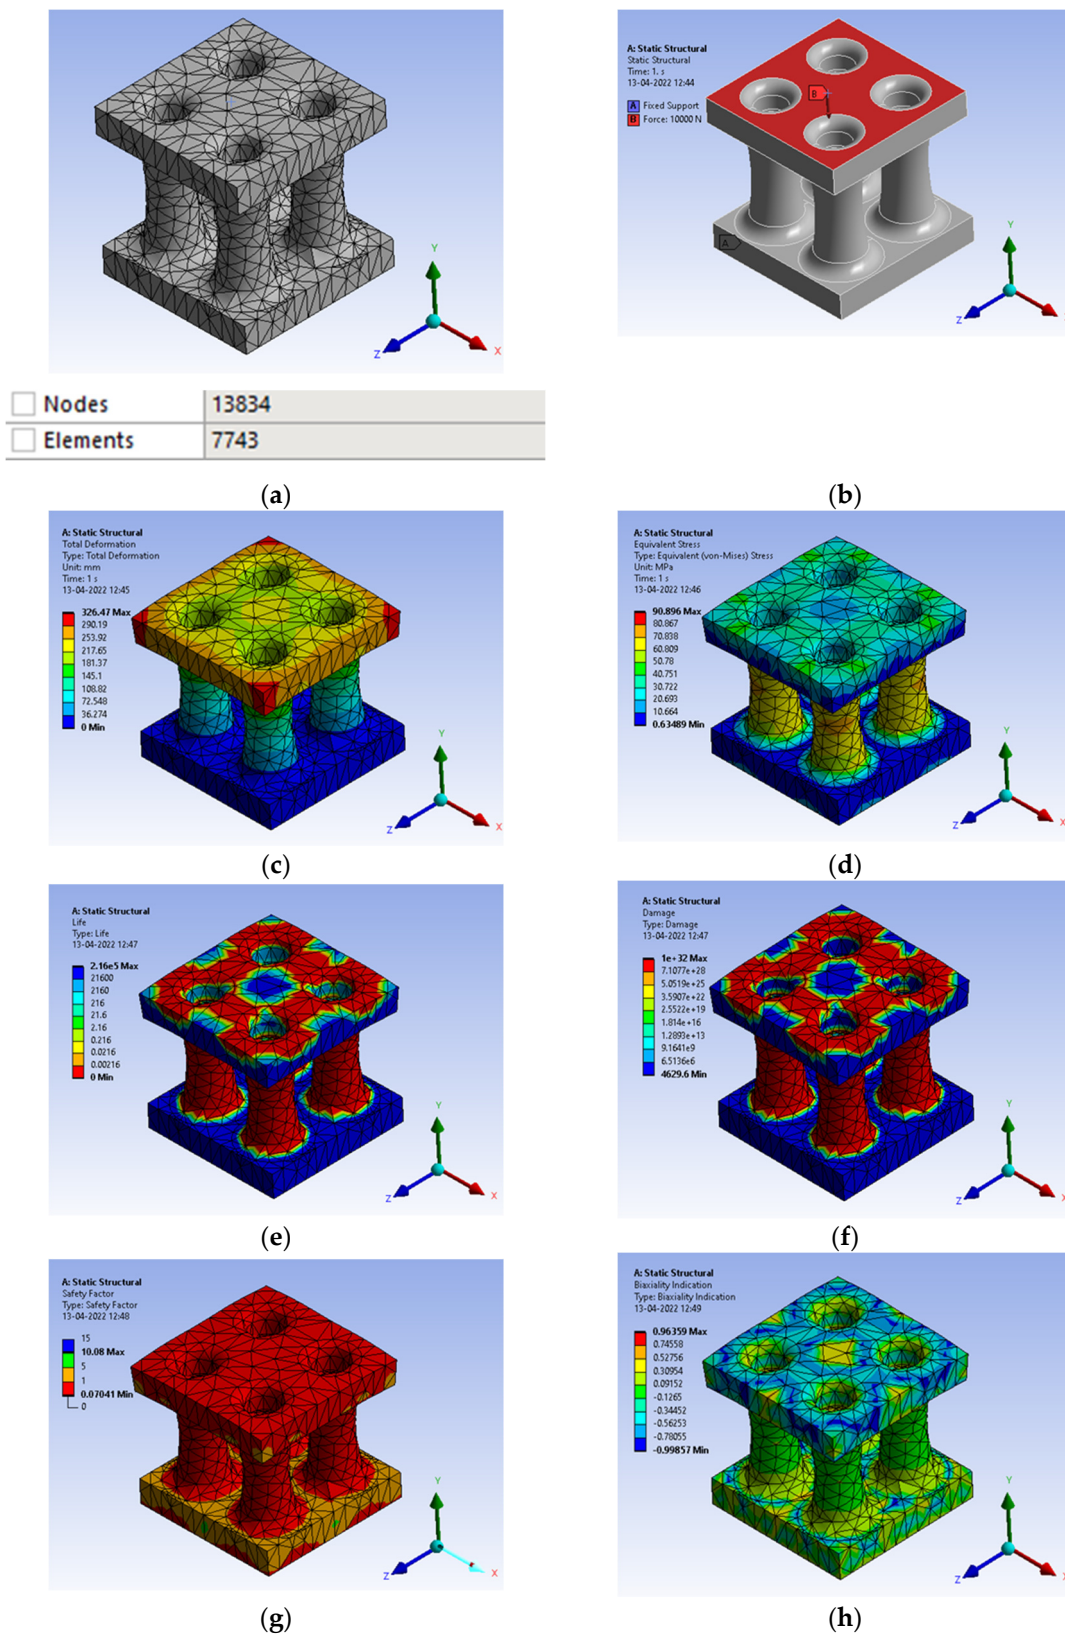 Y
X
Z
Nodes 13834
Elements 7743
(a)
A: Static Structural
Static Structural
Time: 1. s
13-04-2022 12:44
A Fixed Support
B Force: 10000 N
B
A
Y
Z
(b)
A: Static Structural
Total Deformation
Type: Total Deformation
Unit: mm
Time: 1 s
13-04-2022 12:45
326.47 Max
290.19
253.92
217.65
181.37
145.1
108.82
72.548
36.274
0 Min
Y
X
Z
(c)
A: Static Structural
Equivalent Stress
Type: Equivalent (von-Mises) Stress
Unit: MPa
Time: 1 s
13-04-2022 12:46
90.896 Max
80.867
70.838
60.809
50.78
40.751
30.722
20.693
10.664
0.63489 Min
Y
X
Z
(d)
A: Static Structural
Life
Type: Life
13-04-2022 12:47
2.16e5 Max
21600
2160
216
21.6
2.16
0.216
0.0216
0.00216
0 Min
Y
X
Z
(e)
A: Static Structural
Damage
Type: Damage
13-04-2022 12:47
1e+32 Max
7.1077e+28
5.0519e+25
3.5907e+22
2.5522e+19
1.814e+16
1.2893e+13
9.1641e9
6.5136e6
4629.6 Min
Y
X
Z
(f)
A: Static Structural
Safety Factor
Type: Safety Factor
13-04-2022 12:48
15
10.08 Max
5
1
0.07041 Min
0
Y
X
Z
(g)
A: Static Structural
Biaxiality Indication
Type: Biaxiality Indication
13-04-2022 12:49
0.96359 Max
0.74558
0.52756
0.30954
0.09152
-0.1265
-0.34452
-0.56253
-0.78055
-0.99857 Min
Y
X
Z
(h)